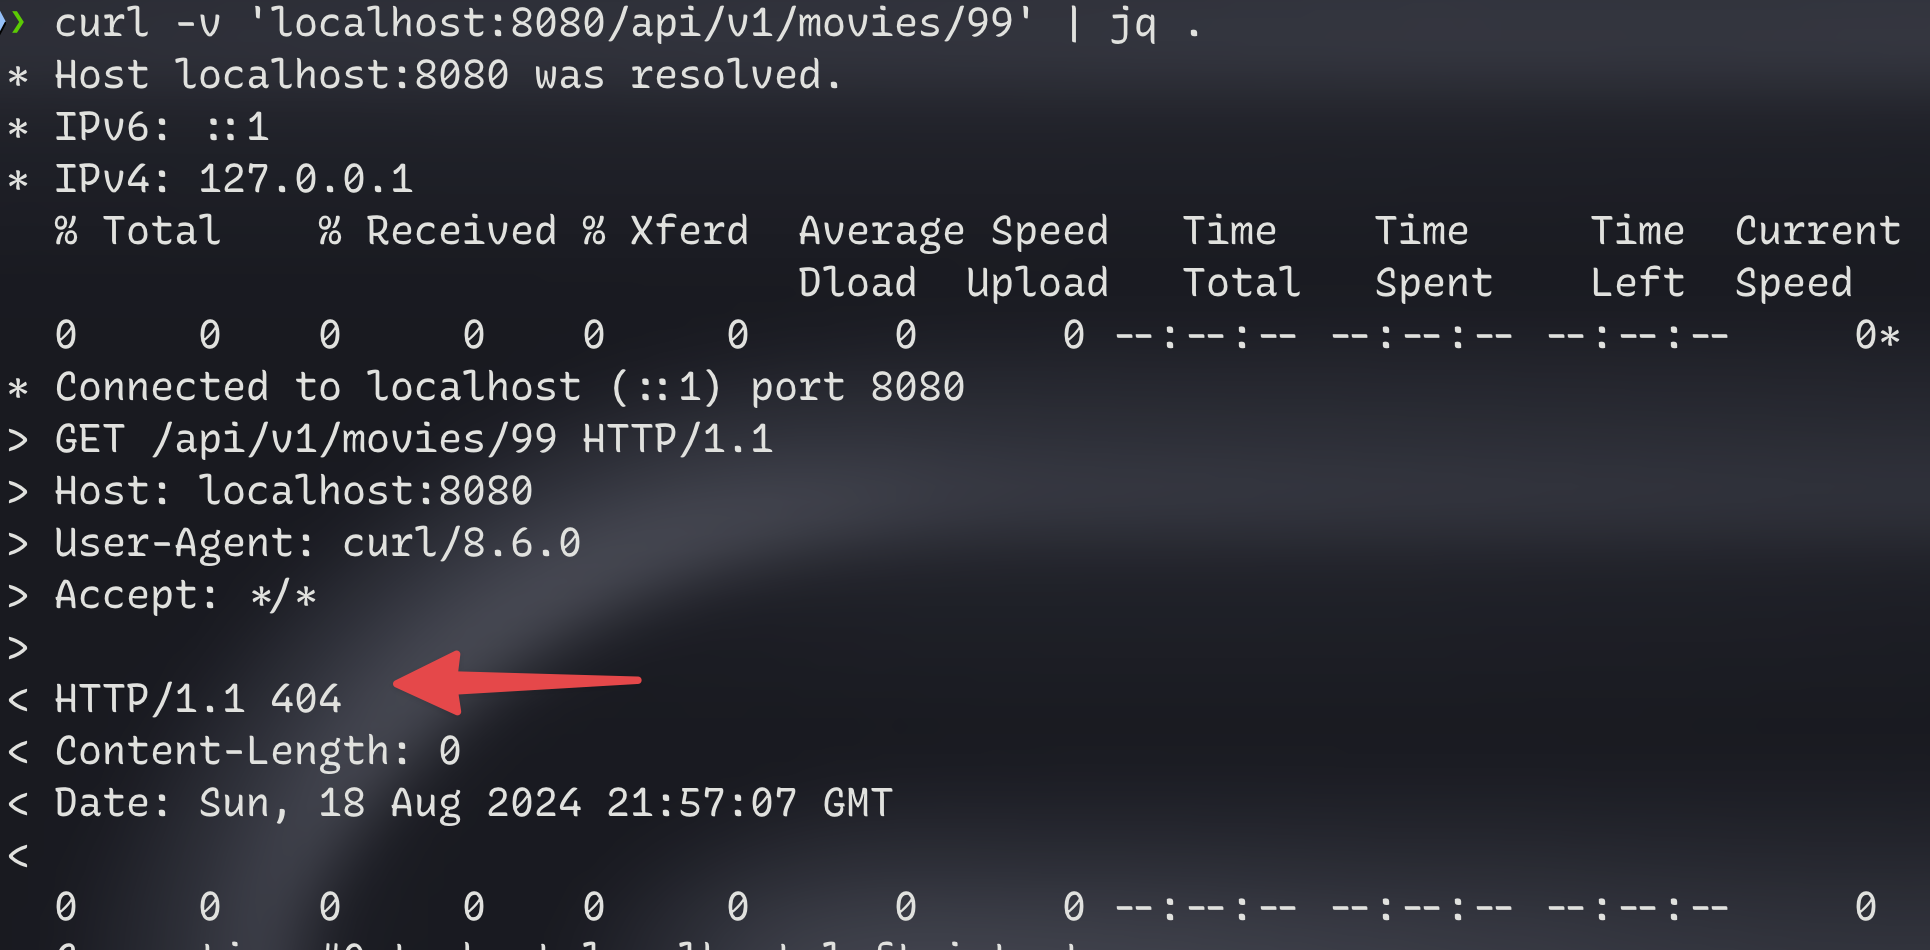 ❯ curl -v 'localhost:8080/api/v1/movies/99' | jq .
* Host localhost:8080 was resolved.
* IPv6: ::1
* IPv4: 127.0.0.1
% Total % Received % Xferd Average Speed Time Time Time Current
Dload Upload Total Spent Left Speed
0 0 0 0 0 0 0 0 --:--:-- --:--:-- --:--:-- 0*
* Connected to localhost (::1) port 8080
> GET /api/v1/movies/99 HTTP/1.1
> Host: localhost:8080
> User-Agent: curl/8.6.0
> Accept: */*
>
< HTTP/1.1 404
< Content-Length: 0
< Date: Sun, 18 Aug 2024 21:57:07 GMT
<
0 0 0 0 0 0 0 0 --:--:-- --:--:-- --:--:-- 0